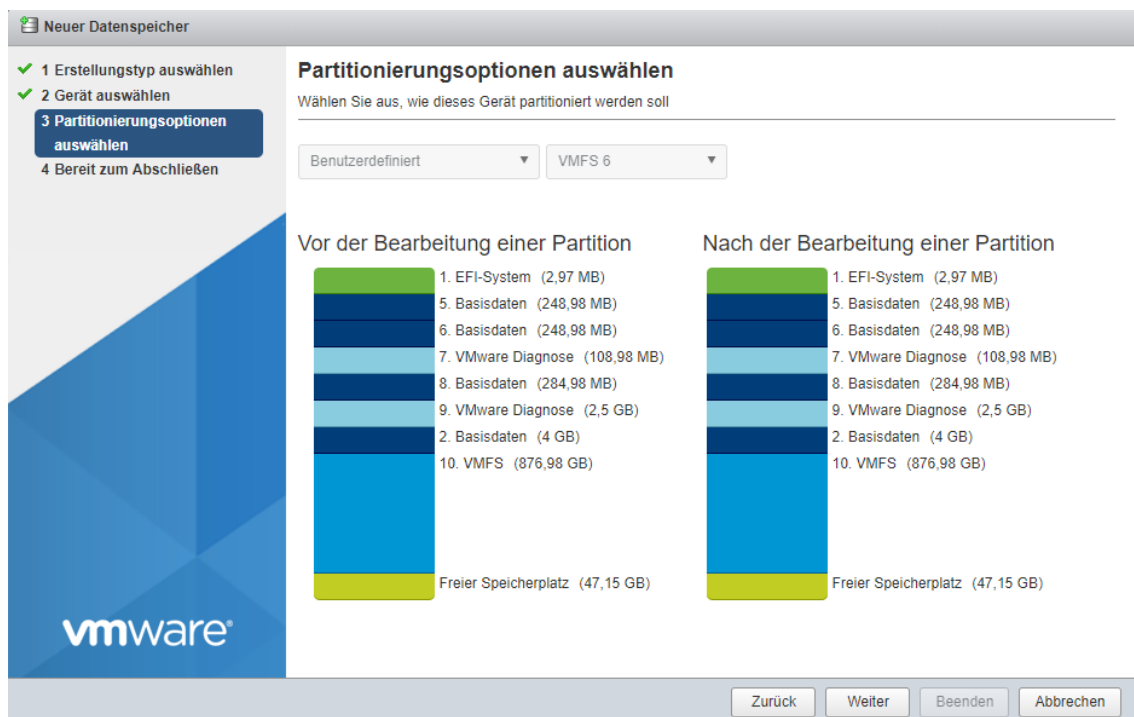 Neuer Datenspeicher
1 Erstellungstyp auswählen
2 Gerät auswählen
3 Partitionierungsoptionen
auswählen
4 Bereit zum Abschließen
Partitionierungsoptionen auswählen
Wählen Sie aus, wie dieses Gerät partitioniert werden soll
Benutzerdefiniert
VMFS 6
Vor der Bearbeitung einer Partition
1. EFI-System (2,97 MB)
5. Basisdaten (248,98 MB)
6. Basisdaten (248,98 MB)
7. VMware Diagnose (108,98 MB)
8. Basisdaten (284,98 MB)
9. VMware Diagnose (2,5 GB)
2. Basisdaten (4 GB)
10. VMFS (876,98 GB)
Freier Speicherplatz (47,15 GB)
Nach der Bearbeitung einer Partition
1. EFI-System (2,97 MB)
5. Basisdaten (248,98 MB)
6. Basisdaten (248,98 MB)
7. VMware Diagnose (108,98 MB)
8. Basisdaten (284,98 MB)
9. VMware Diagnose (2,5 GB)
2. Basisdaten (4 GB)
10. VMFS (876,98 GB)
Freier Speicherplatz (47,15 GB)
vmware®
Zurück
Weiter
Beenden
Abbrechen